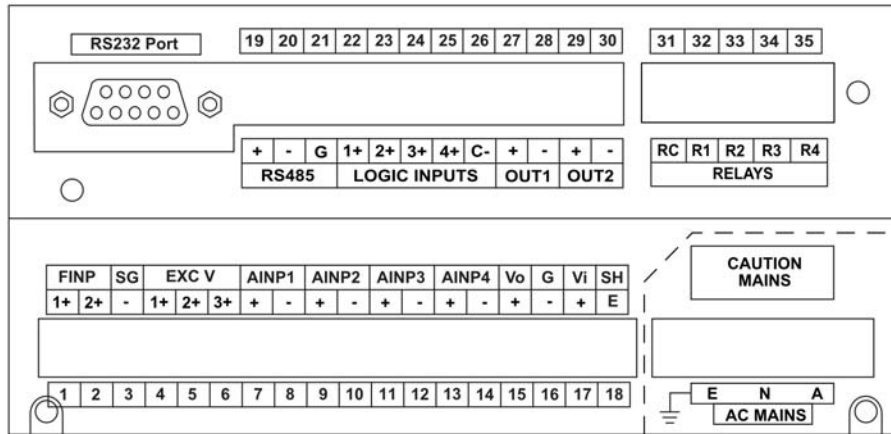 RS232 Port
19 20 21 22 23 24 25 26 27 28 29 30
31 32 33 34 35
+ - G 1+ 2+ 3+ 4+ C- + - + -
RS485 LOGIC INPUTS OUT1 OUT2
RC R1 R2 R3 R4
RELAYS
FINP SG EXC V AINP1 AINP2 AINP3 AINP4 Vo G Vi SH
1+ 2+ - 1+ 2+ 3+ + - + - + - + - + - + E
1 2 3 4 5 6 7 8 9 10 11 12 13 14 15 16 17 18
CAUTION
MAINS
E N A
AC MAINS